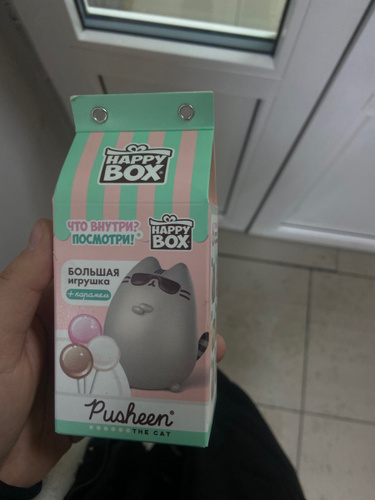 HAPPY
BOX
ЧТО ВНУТРИ?
ПОСМОТРИ!
HAPPY
BOX
БОЛЬШАЯ
игрушка
+ карамель
Pusheen®
THE CAT